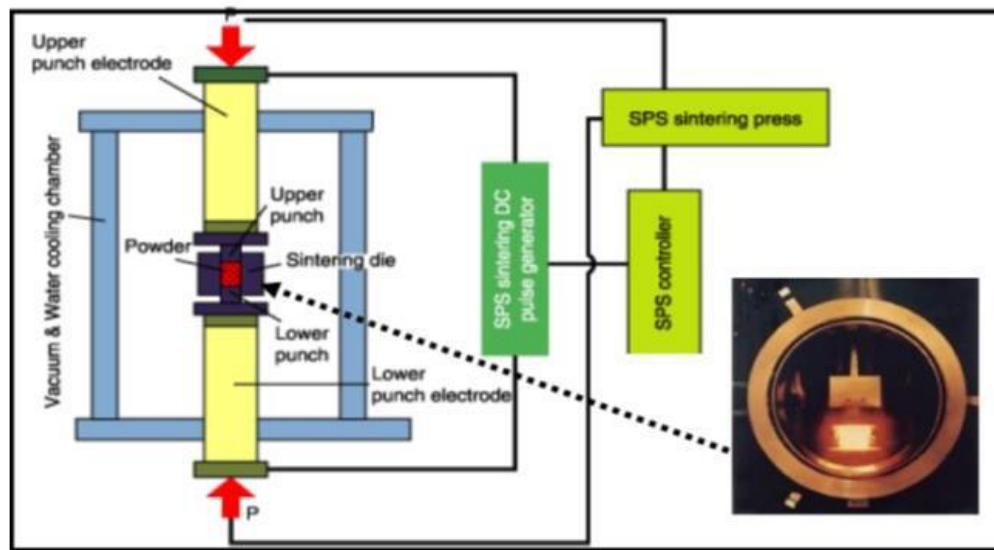 P
Upper
punch electrode
SPS sintering press
Vacuum & Water cooling chamber
Upper
punch
Powder
Sintering die
SPS sintering DC
pulse generator
SPS controller
Lower
punch
Lower
punch electrode
P